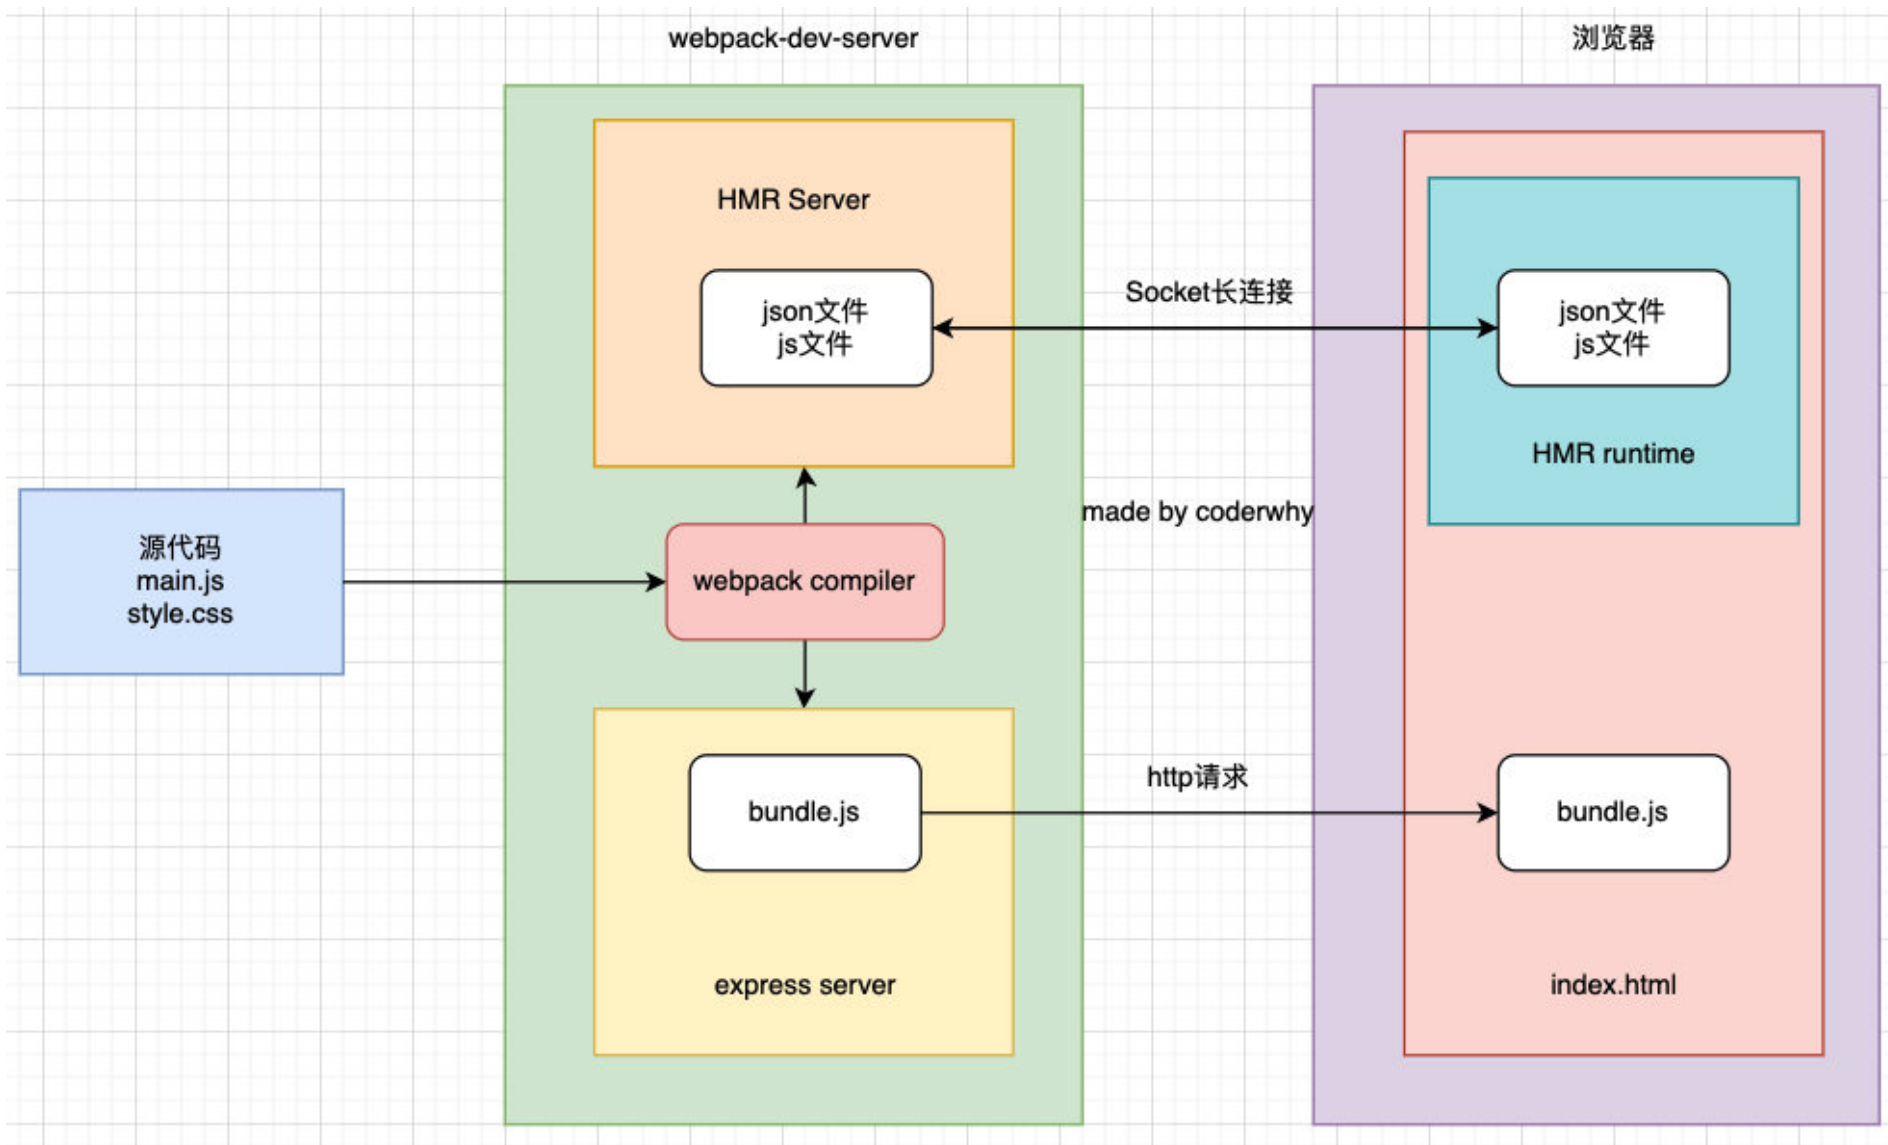 webpack-dev-server
浏览器
HMR Server
json文件
js文件
Socket长连接
json文件
js文件
HMR runtime
made by coderwhy
源代码
main.js
style.css
webpack compiler
bundle.js
http请求
bundle.js
express server
index.html